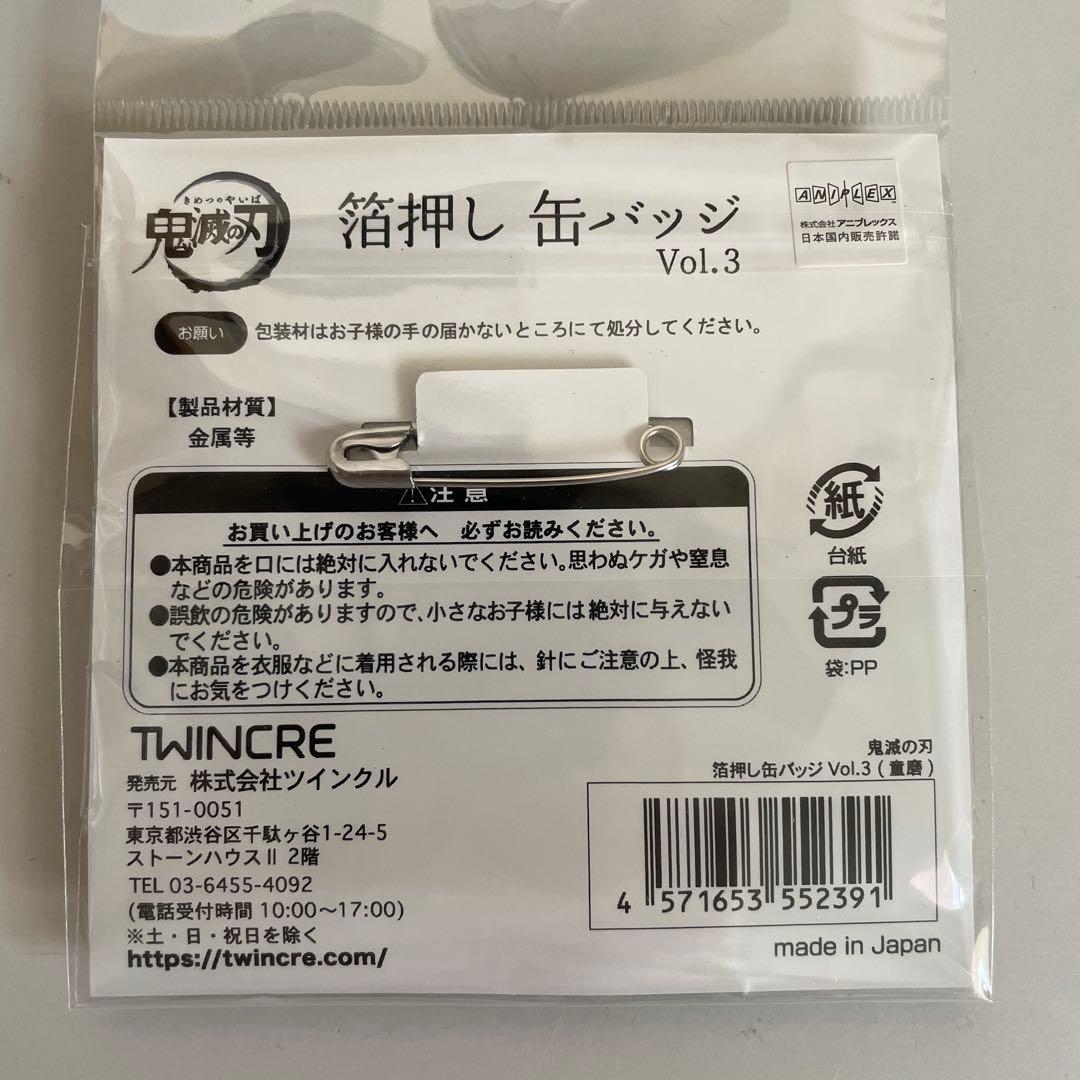 きめつのやいば
鬼滅の刃
箔押し 缶バッジ
Vol.3
ANIPLEX
株式会社アニプレックス
日本国内販売許諾
お願い 包装材はお子様の手の届かないところにて処分してください。
【製品材質】
金属等
⚠注意
お買い上げのお客様へ 必ずお読みください。
●本商品を口には絶対に入れないでください。思わぬケガや窒息
などの危険があります。
●誤飲の危険がありますので、小さなお子様には絶対に与えない
でください。
●本商品を衣服などに着用される際には、針にご注意の上、怪我
にお気をつけください。
紙
台紙
プラ
袋:PP
TWINCRE
発売元 株式会社ツインクル
〒151-0051
東京都渋谷区千駄ヶ谷1-24-5
ストーンハウスⅡ 2階
TEL 03-6455-4092
(電話受付時間 10:00〜17:00)
※土・日・祝日を除く
https://twincre.com/
鬼滅の刃
箔押し缶バッジ Vol.3 ( 童磨 )
4 571653 552391
made in Japan